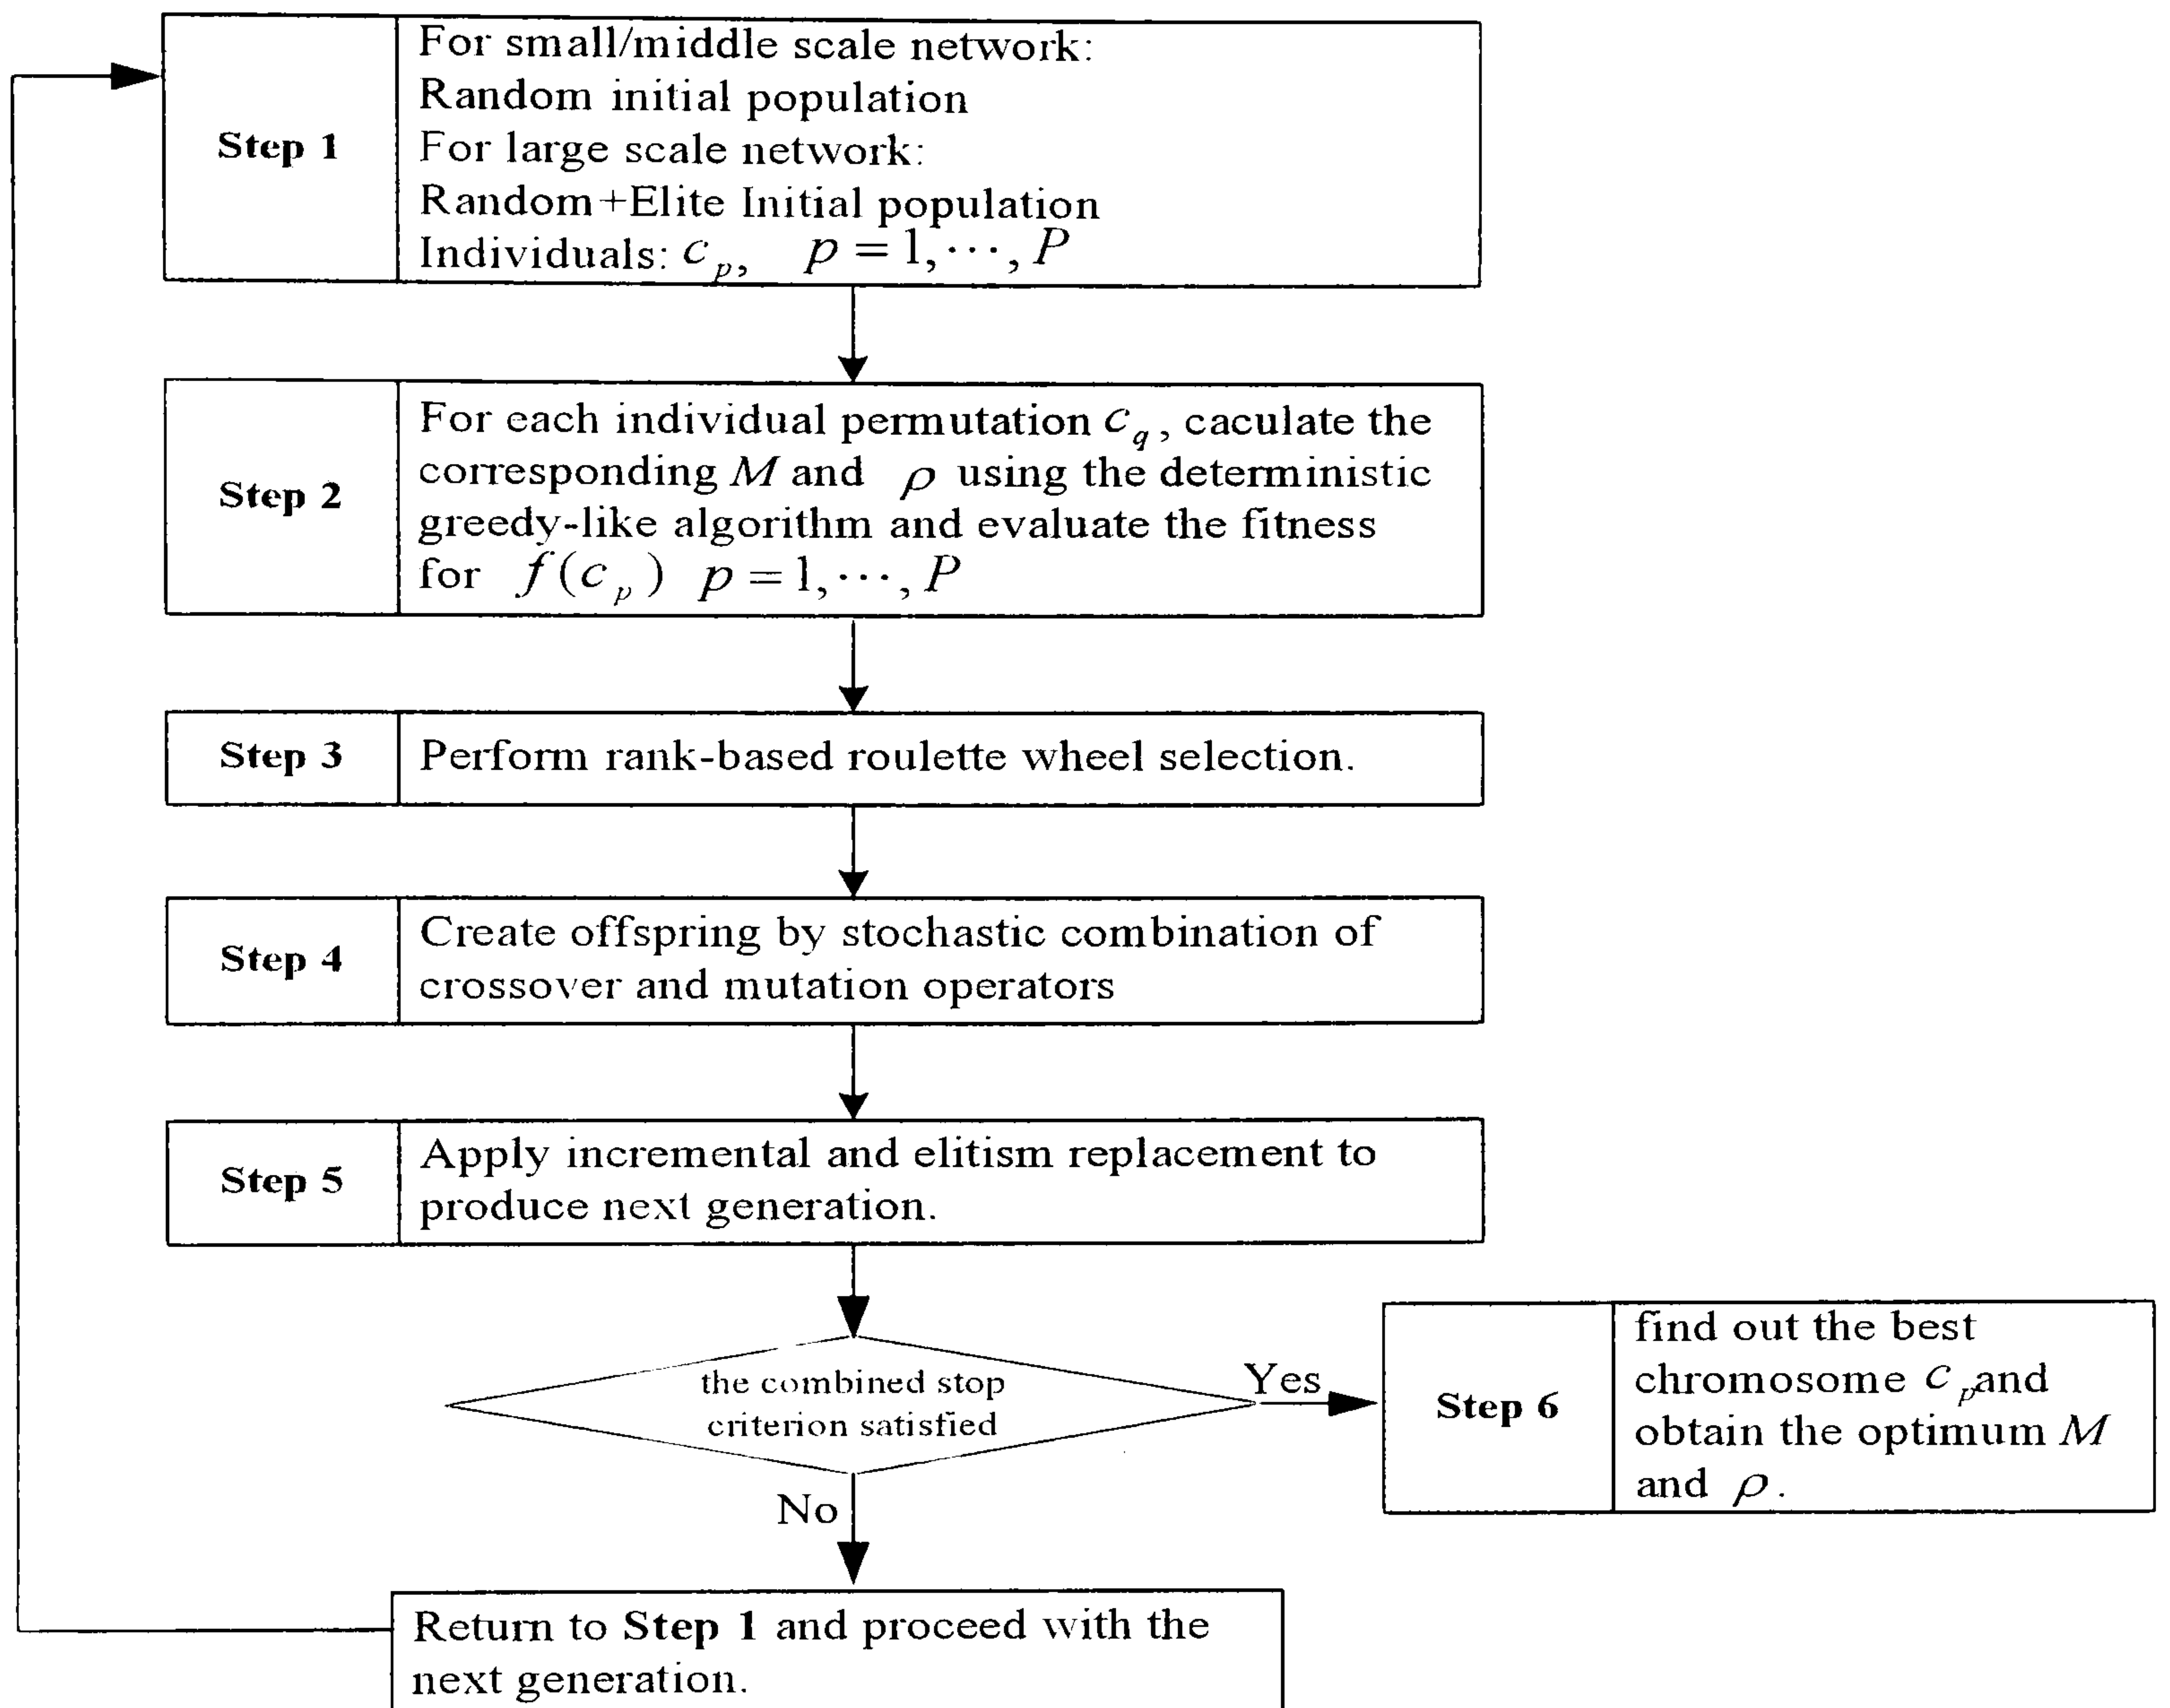 Step 1
For small/middle scale network:
Random initial population
For large scale network:
Random+Elite Initial population
Individuals: c_p, p = 1, ⋯, P
Step 2
For each individual permutation c_q, caculate the
corresponding M and ρ using the deterministic
greedy-like algorithm and evaluate the fitness
for f(c_p) p = 1, ⋯, P
Step 3
Perform rank-based roulette wheel selection.
Step 4
Create offspring by stochastic combination of
crossover and mutation operators
Step 5
Apply incremental and elitism replacement to
produce next generation.
the combined stop
criterion satisfied
Yes
Step 6
find out the best
chromosome c_p and
obtain the optimum M
and ρ.
No
Return to Step 1 and proceed with the
next generation.